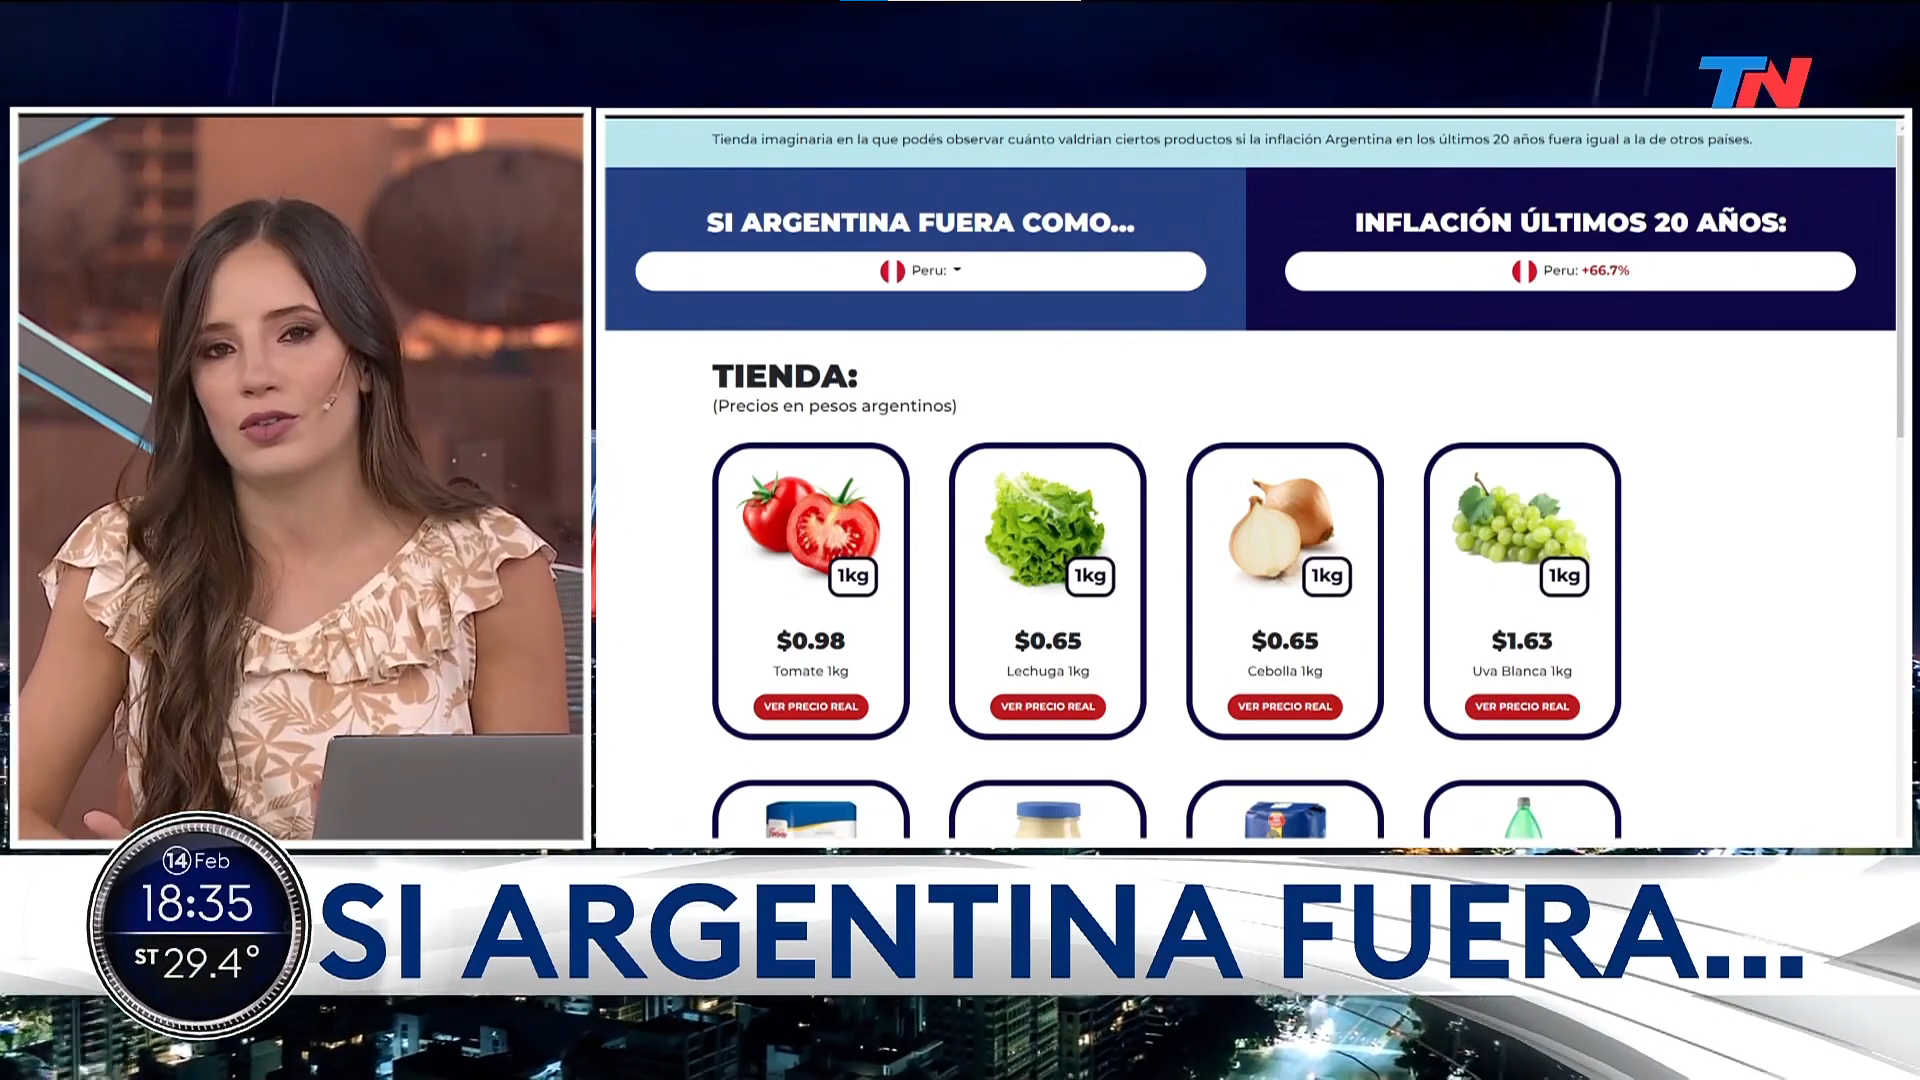 TN
Tienda imaginaria en la que podés observar cuánto valdrian ciertos productos si la inflación Argentina en los últimos 20 años fuera igual a la de otros países.
SI ARGENTINA FUERA COMO...
Peru:
INFLACIÓN ÚLTIMOS 20 AÑOS:
Peru: +66.7%
TIENDA:
(Precios en pesos argentinos)
1kg
$0.98
Tomate 1kg
VER PRECIO REAL
1kg
$0.65
Lechuga 1kg
VER PRECIO REAL
1kg
$0.65
Cebolla 1kg
VER PRECIO REAL
1kg
$1.63
Uva Blanca 1kg
VER PRECIO REAL
14 Feb
18:35
ST 29.4°
SI ARGENTINA FUERA...